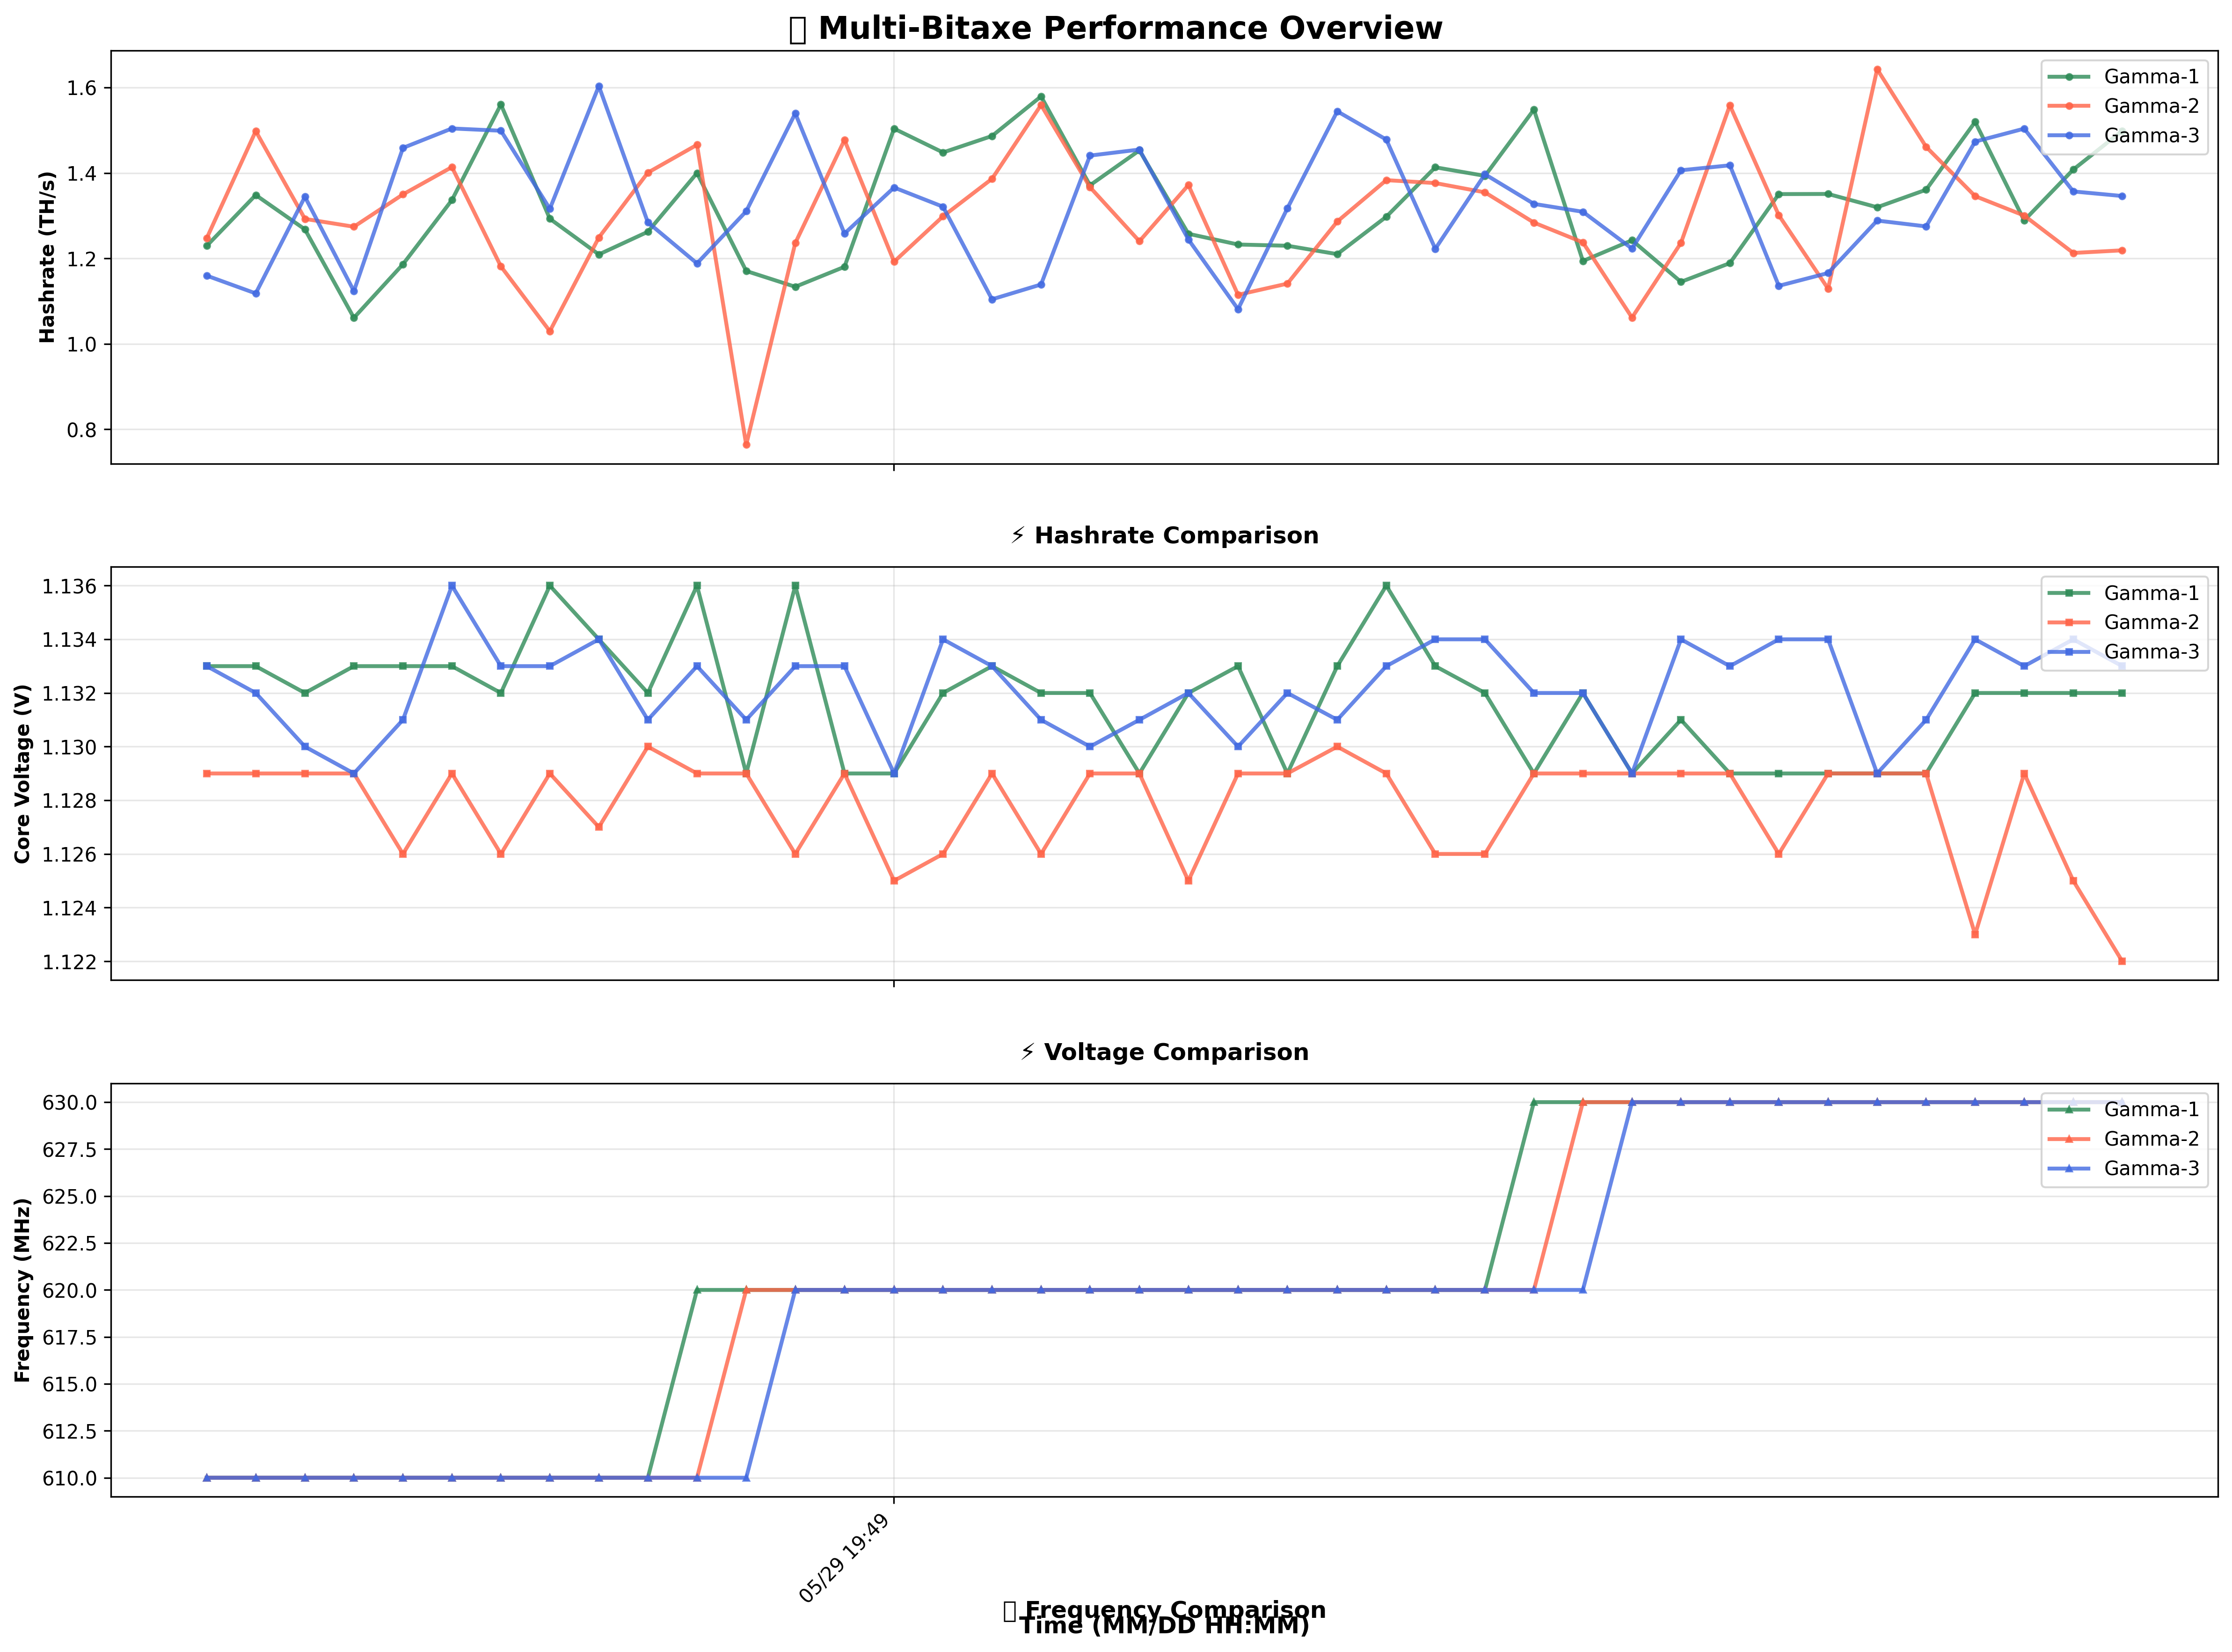 ▯ Multi-Bitaxe Performance Overview
Hashrate (TH/s)
1.6
1.4
1.2
1.0
0.8
Gamma-1
Gamma-2
Gamma-3
⚡ Hashrate Comparison
Core Voltage (V)
1.136
1.134
1.132
1.130
1.128
1.126
1.124
1.122
Gamma-1
Gamma-2
Gamma-3
⚡ Voltage Comparison
Frequency (MHz)
630.0
627.5
625.0
622.5
620.0
617.5
615.0
612.5
610.0
Gamma-1
Gamma-2
Gamma-3
05/29 19:49
▯ Frequency Comparison
Time (MM/DD HH:MM)